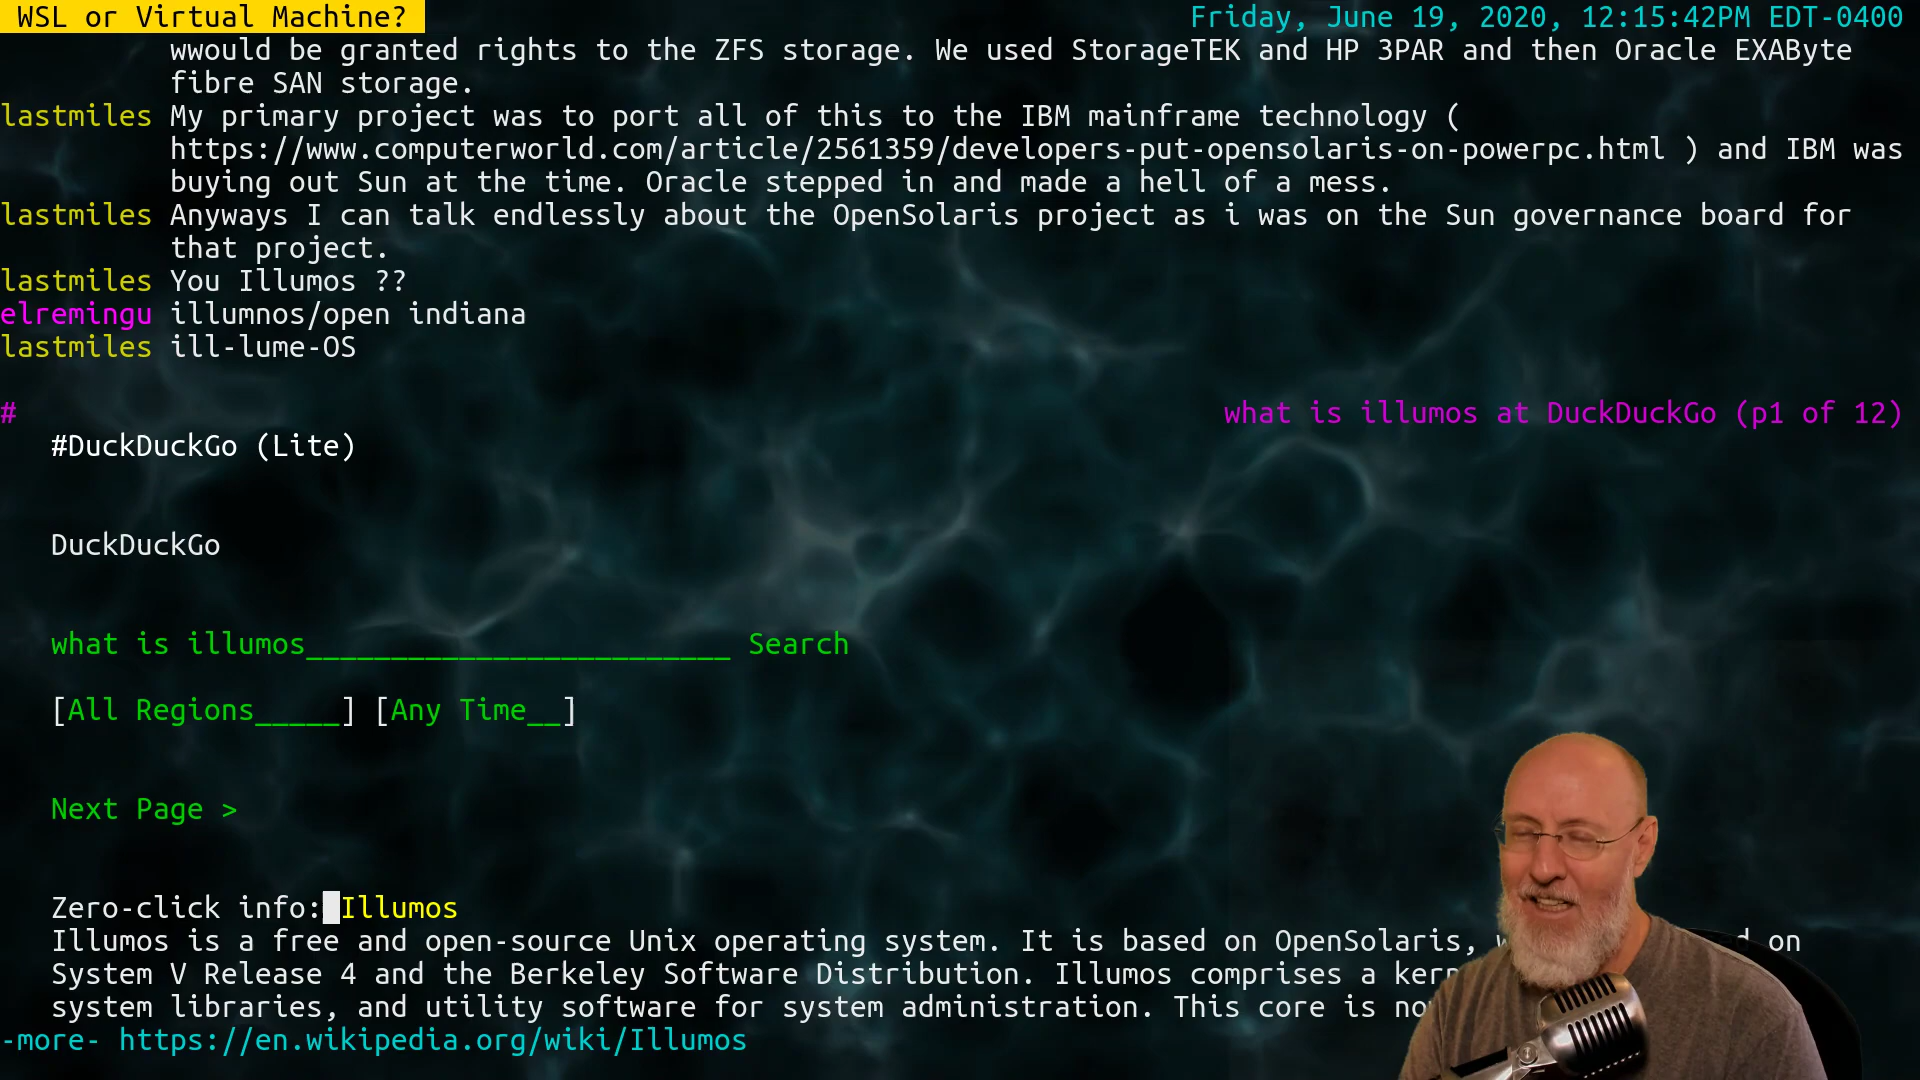 WSL or Virtual Machine?
Friday, June 19, 2020, 12:15:42PM EDT-0400
wwould be granted rights to the ZFS storage. We used StorageTEK and HP 3PAR and then Oracle EXAByte
fibre SAN storage.
lastmiles My primary project was to port all of this to the IBM mainframe technology (
https://www.computerworld.com/article/2561359/developers-put-opensolaris-on-powerpc.html ) and IBM was
buying out Sun at the time. Oracle stepped in and made a hell of a mess.
lastmiles Anyways I can talk endlessly about the OpenSolaris project as i was on the Sun governance board for
that project.
lastmiles You Illumos ??
elremingu illumnos/open indiana
lastmiles ill-lume-OS
# what is illumos at DuckDuckGo (p1 of 12)
#DuckDuckGo (Lite)
DuckDuckGo
what is illumos_________________________ Search
[All Regions_____] [Any Time__]
Next Page >
Zero-click info: Illumos
Illumos is a free and open-source Unix operating system. It is based on OpenSolaris, on
System V Release 4 and the Berkeley Software Distribution. Illumos comprises a
system libraries, and utility software for system administration. This core is
-more- https://en.wikipedia.org/wiki/Illumos